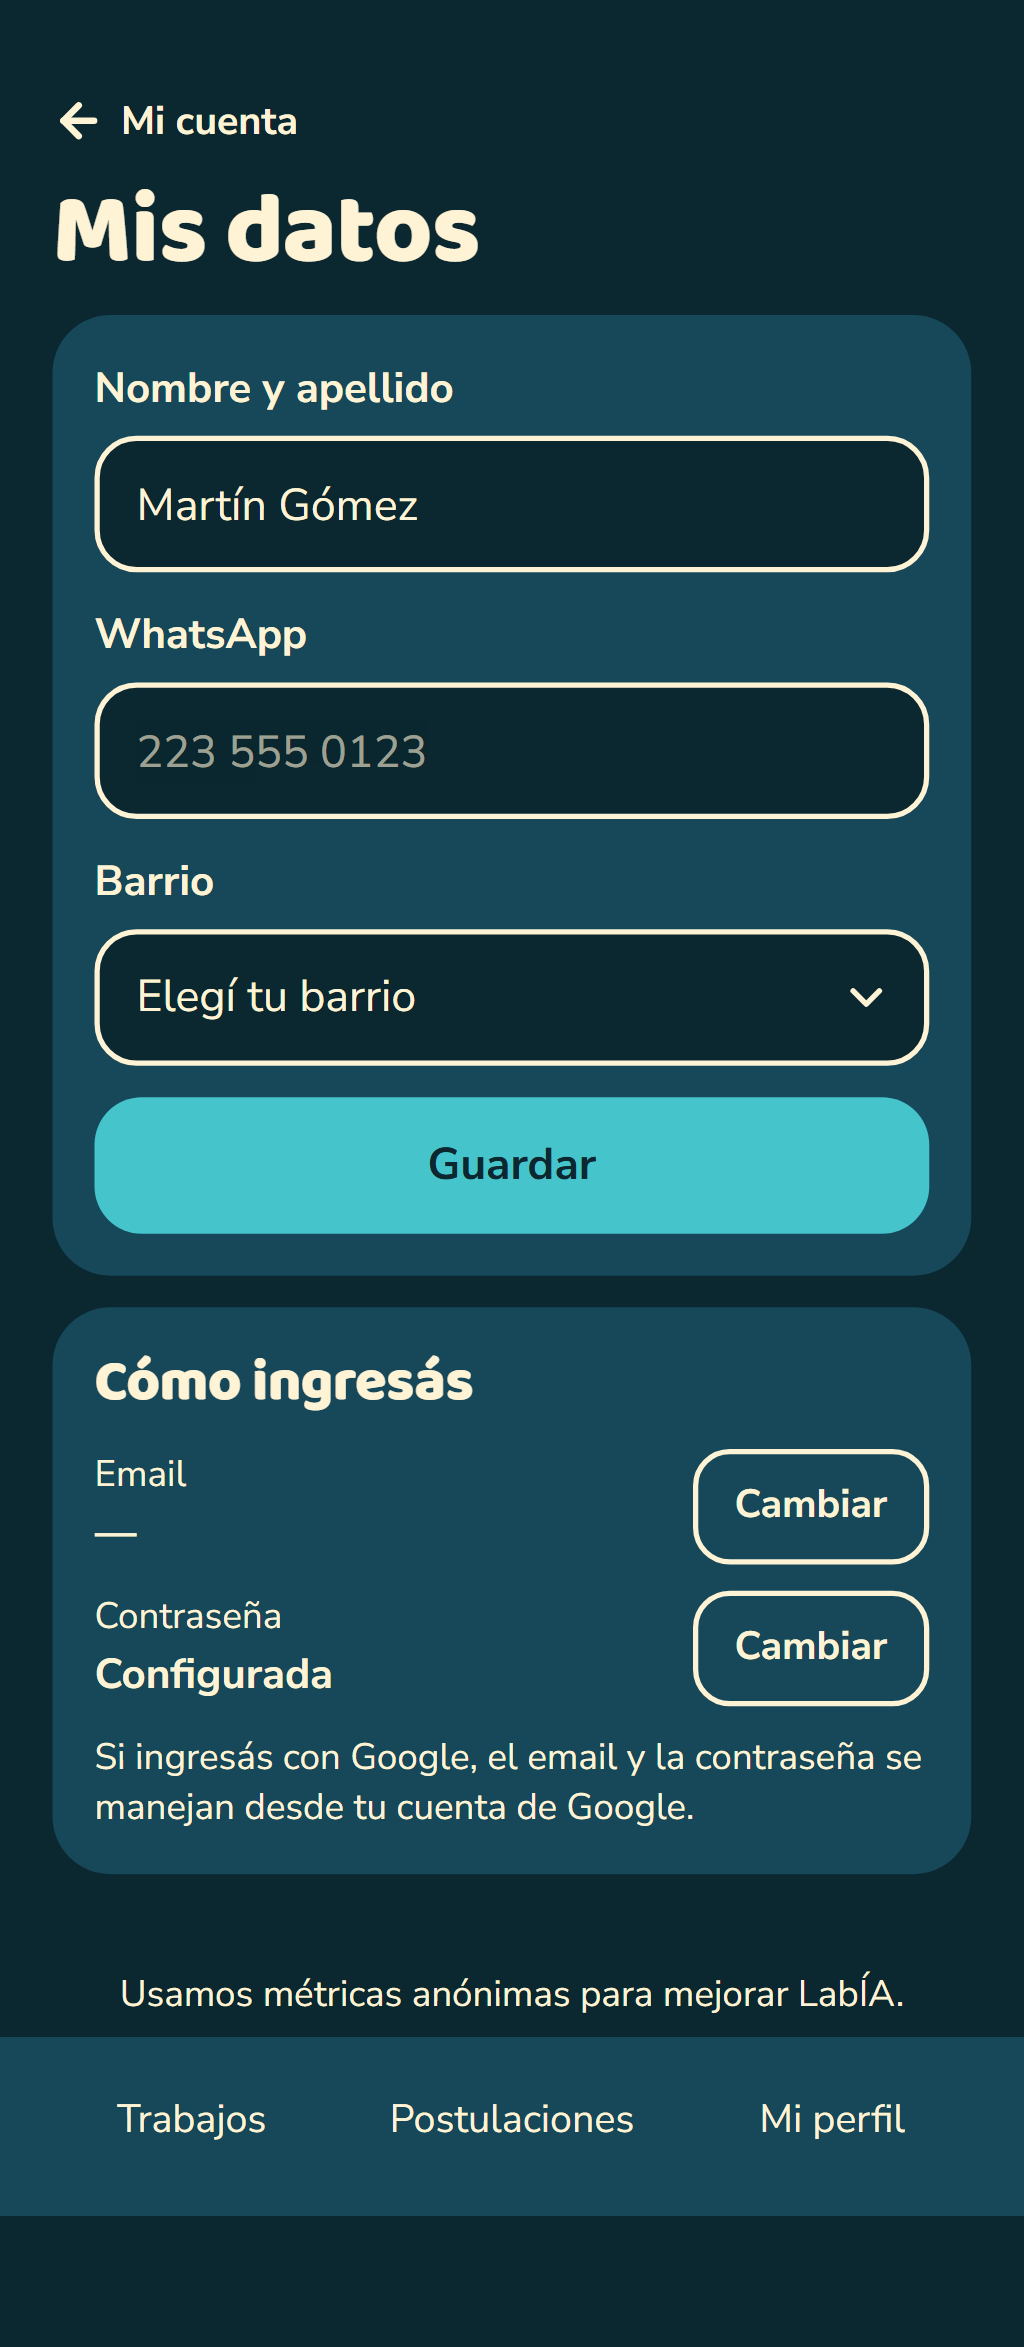 Mi cuenta
Mis datos
Nombre y apellido
Martín Gómez
WhatsApp
223 555 0123
Barrio
Elegí tu barrio
Guardar
Cómo ingresás
Email
—
Cambiar
Contraseña
Configurada
Cambiar
Si ingresás con Google, el email y la contraseña se
manejan desde tu cuenta de Google.
Usamos métricas anónimas para mejorar LabÍA.
Trabajos
Postulaciones
Mi perfil